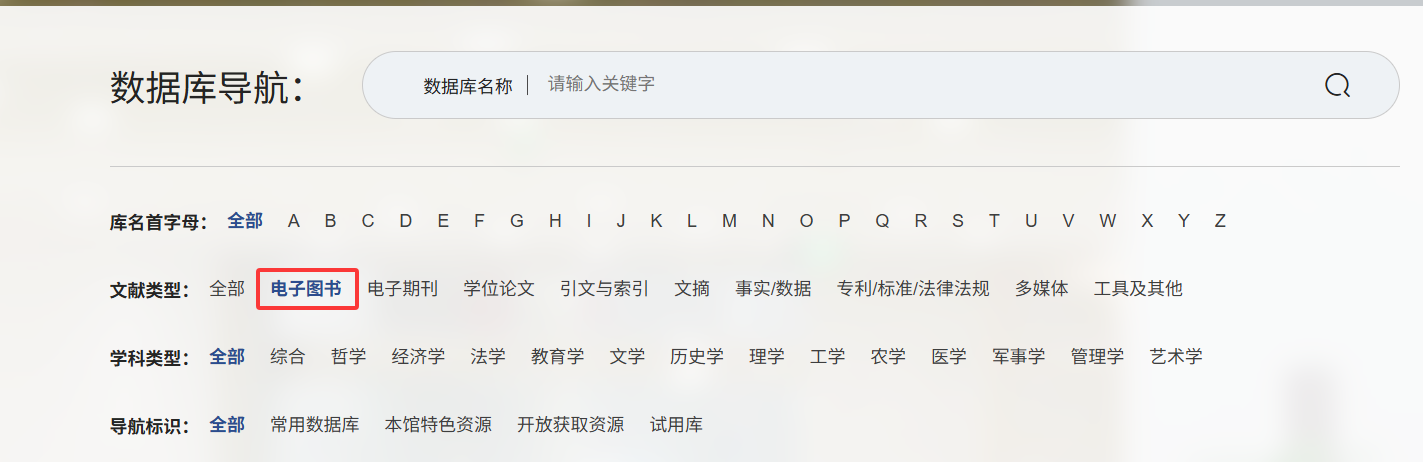 数据库导航：
数据库名称 | 请输入关键字
库名首字母： 全部 A B C D E F G H I J K L M N O P Q R S T U V W X Y Z
文献类型： 全部 电子图书 电子期刊 学位论文 引文与索引 文摘 事实/数据 专利/标准/法律法规 多媒体 工具及其他
学科类型： 全部 综合 哲学 经济学 法学 教育学 文学 历史学 理学 工学 农学 医学 军事学 管理学 艺术学
导航标识： 全部 常用数据库 本馆特色资源 开放获取资源 试用库